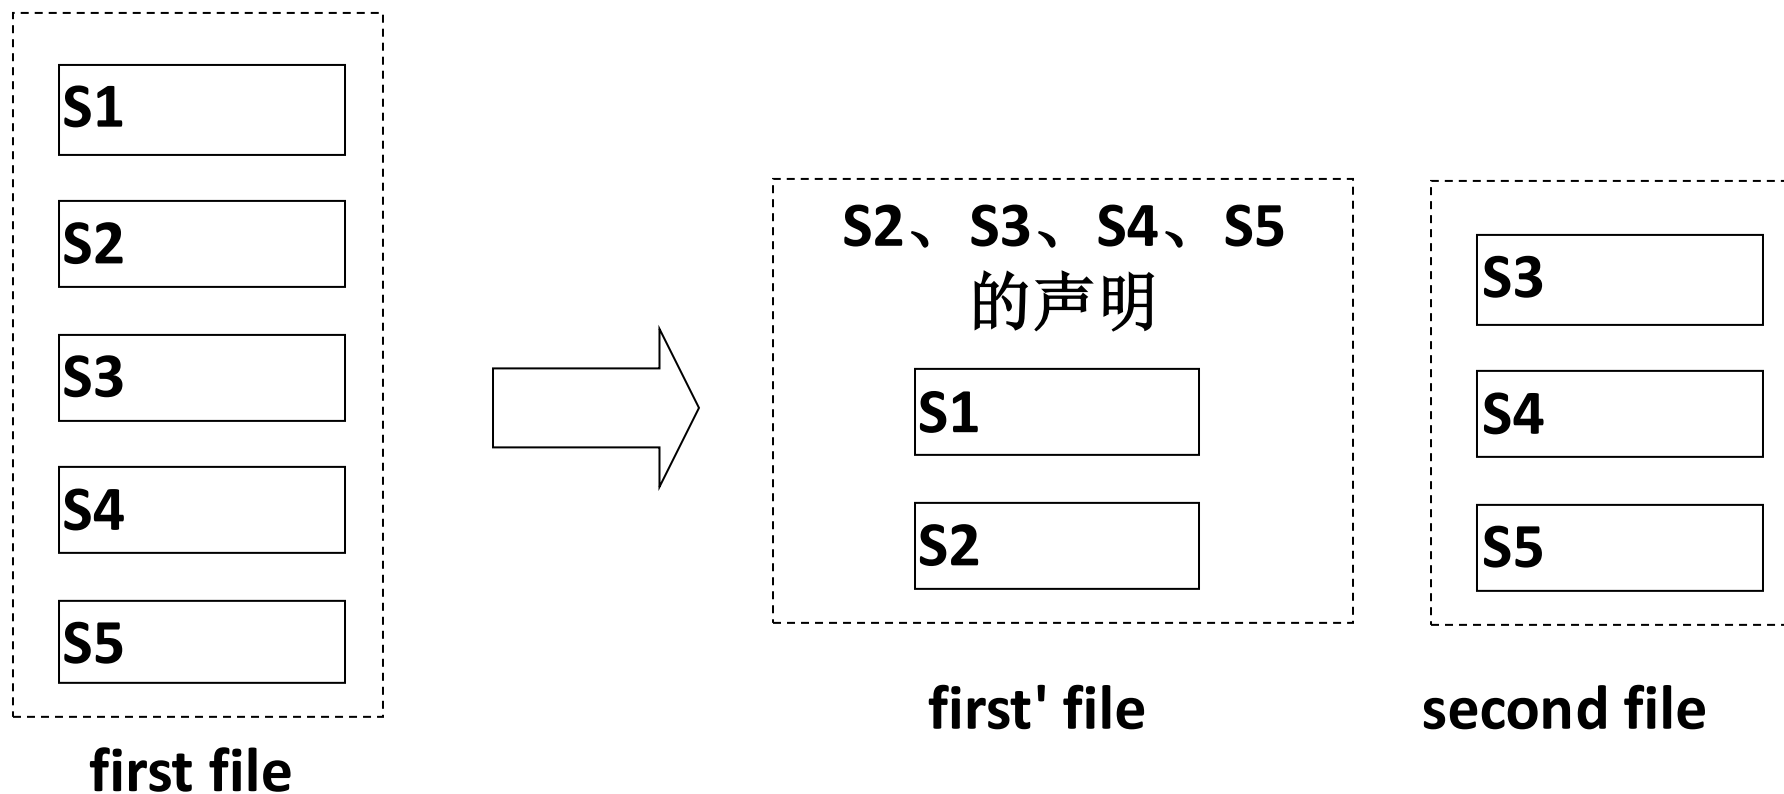 S1
S2
S3
S4
S5
first file
S2、S3、S4、S5
的声明
S1
S2
first' file
S3
S4
S5
second file